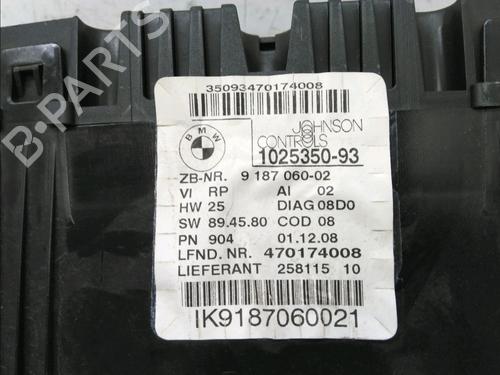 B-PARTS
35093470174008
BMW
JOHNSON
CONTROLS
1025350-93
ZB-NR. 9 187 060-02
VI RP AI 02
HW 25 DIAG 08D0
SW 89.45.80 COD 08
PN 904 01.12.08
LFND. NR. 470174008
LIEFERANT 258115 10
IK9187060021
B-PARTS